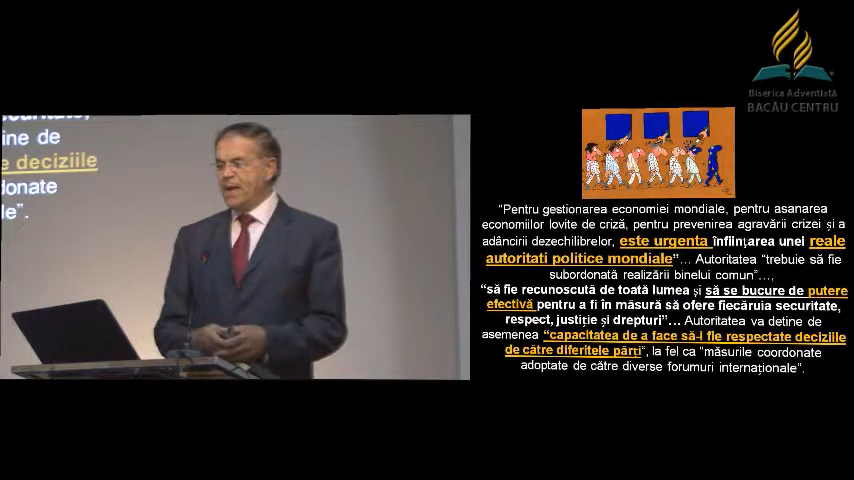 Biserica Adventistă
BACĂU CENTRU
ine de
e deciziile
donate
le”.
“Pentru gestionarea economiei mondiale, pentru asanarea
economiilor lovite de criză, pentru prevenirea agravării crizei și a
adâncirii dezechilibrelor, este urgenta înființarea unei reale
autoritati politice mondiale”… Autoritatea “trebuie să fie
subordonată realizării binelui comun”…,
“să fie recunoscută de toată lumea și să se bucure de putere
efectivă pentru a fi în măsură să ofere fiecăruia securitate,
respect, justiție și drepturi”… Autoritatea va detine de
asemenea “capacitatea de a face să-i fie respectate deciziile
de către diferitele părți”, la fel ca “măsurile coordonate
adoptate de către diverse forumuri internaționale”.